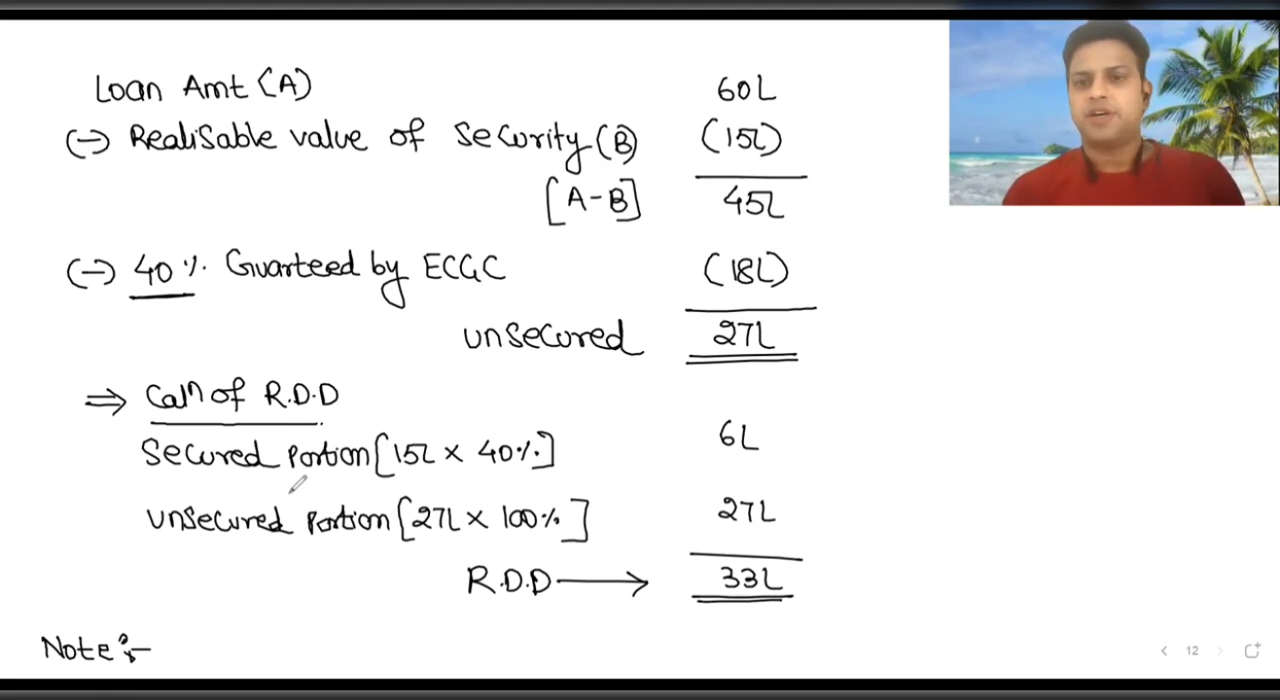 Loan Amt (A) 60L
(-) Realisable value of Security (B) (15L)
[A-B] 45L
(-) 40%. Guarteed by ECGC (18L)
unsecured 27L
⇒ Caln of R.D.D
Secured Portion [15L × 40%.] 6L
unsecured Portion [27L × 100%] 27L
R.D.D → 33L
Note:-
< 12 >